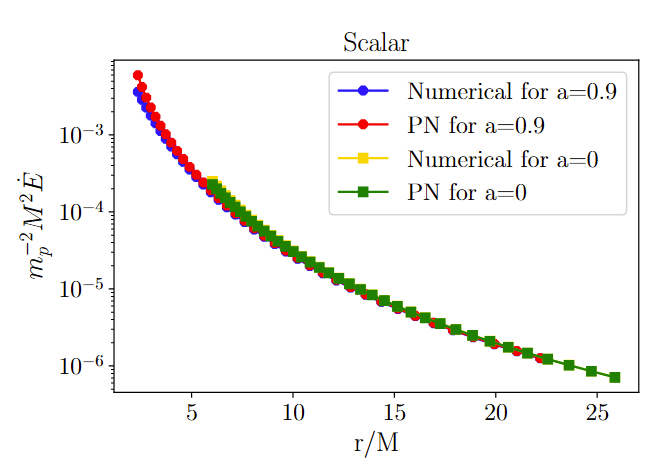 Scalar
Numerical for a=0.9
PN for a=0.9
Numerical for a=0
PN for a=0
m_p^{-2}M^2Ė
10^{-3}
10^{-4}
10^{-5}
10^{-6}
5 10 15 20 25
r/M